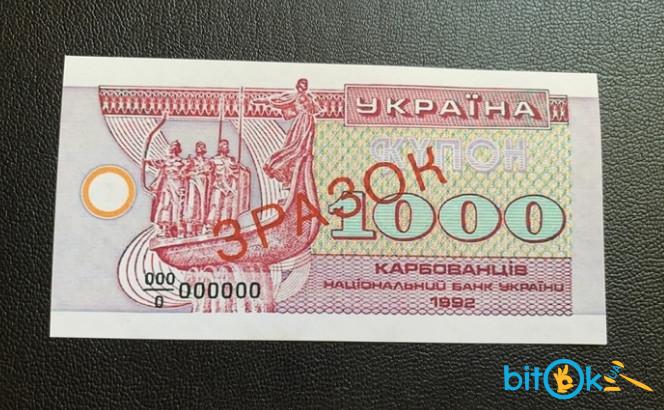 УКРАЇНА
КУПОН
1000
ЗРАЗОК
КАРБОВАНЦІВ
НАЦІОНАЛЬНИЙ БАНК УКРАЇНИ
1992
000/0 000000
bitOk